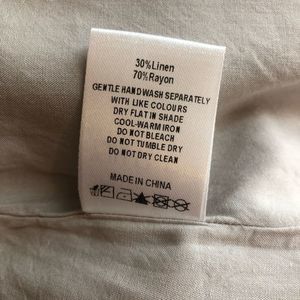 30%Linen
70%Rayon
GENTLE HAND WASH SEPARATELY
WITH LIKE COLOURS
DRY FLAT IN SHADE
COOL-WARM IRON
DO NOT BLEACH
DO NOT TUMBLE DRY
DO NOT DRY CLEAN
MADE IN CHINA